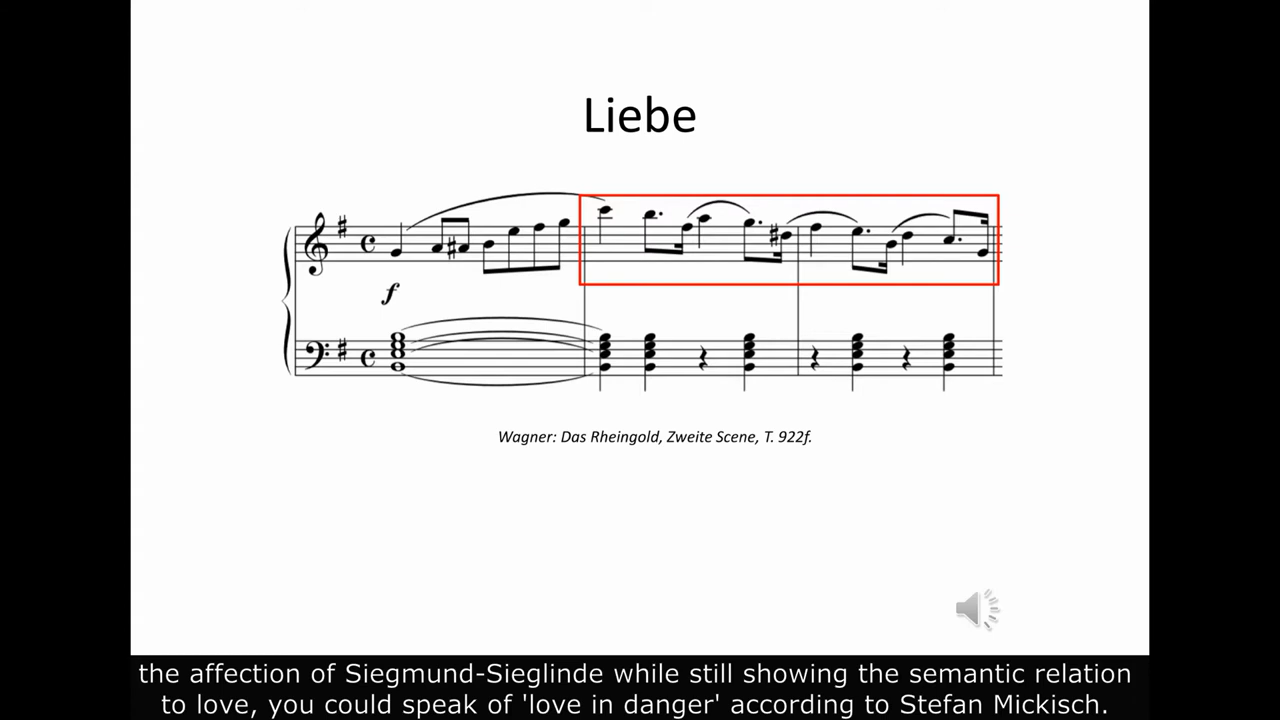 Liebe
f
Wagner: Das Rheingold, Zweite Scene, T. 922f.
the affection of Siegmund-Sieglinde while still showing the semantic relation
to love, you could speak of 'love in danger' according to Stefan Mickisch.